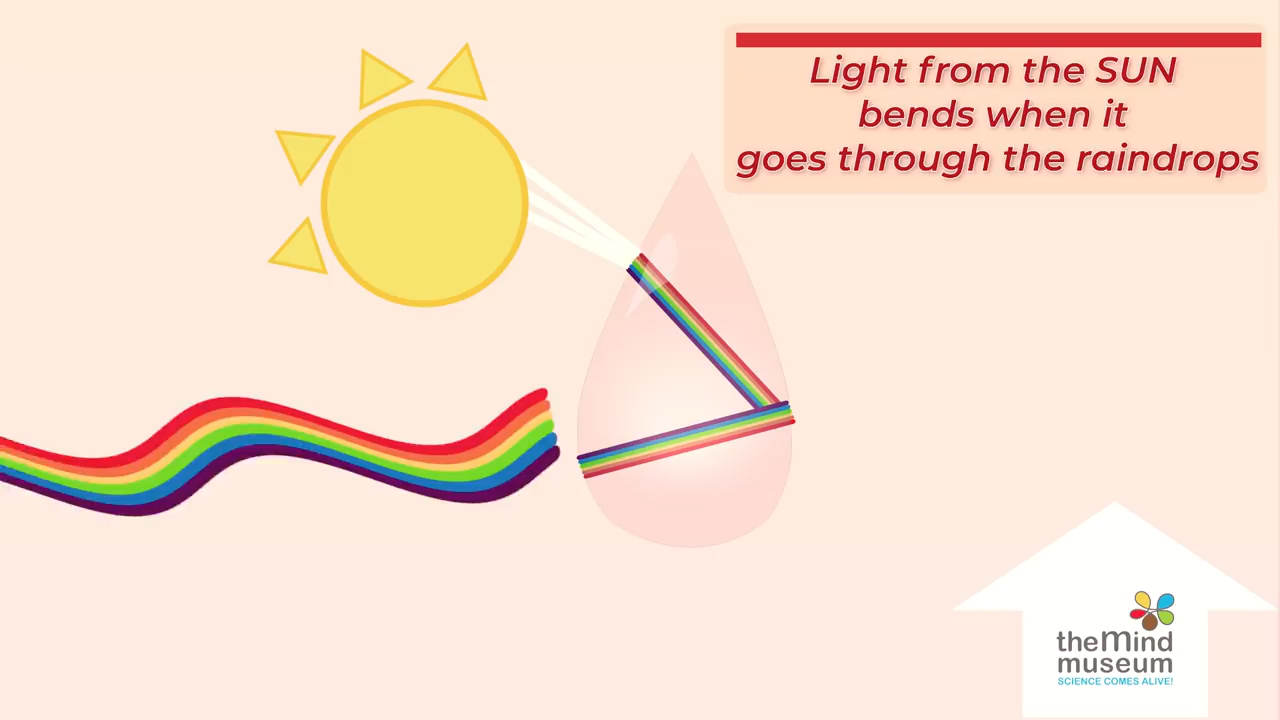 Light from the SUN
bends when it
goes through the raindrops
themind
museum
SCIENCE COMES ALIVE!